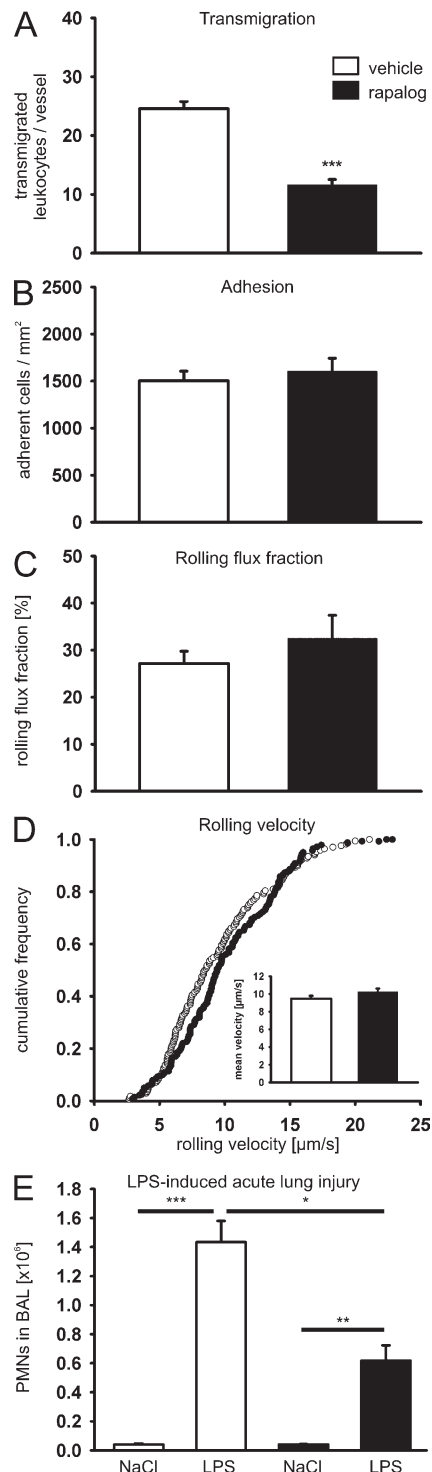 A
Transmigration
transmigrated
leukocytes / vessel
40
30
20
10
0
vehicle
rapalog
***
B
Adhesion
adherent cells / mm²
2500
2000
1500
1000
500
0
C
Rolling flux fraction
rolling flux fraction [%]
50
40
30
20
10
0
D
Rolling velocity
cumulative frequency
1.0
0.8
0.6
0.4
0.2
0.0
mean velocity [µm/s]
12
10
8
6
4
2
0
0 5 10 15 20 25
rolling velocity [µm/s]
E
LPS-induced acute lung injury
PMNs in BAL [x10⁶]
1.8
1.6
1.4
1.2
1.0
0.8
0.6
0.4
0.2
0.0
*** *
**
NaCl LPS NaCl LPS